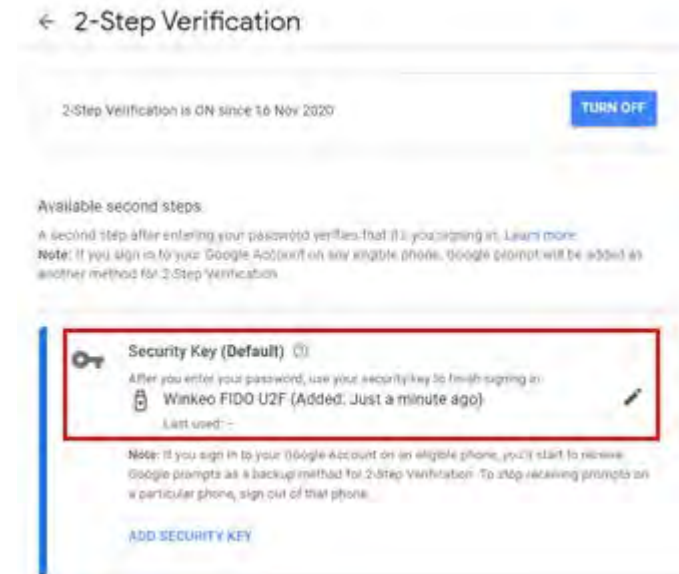 ← 2-Step Verification
2-Step Verification is ON since 16 Nov 2020
TURN OFF
Available second steps
A second step after entering your password verifies that it's you signing in. Learn more
Note: If you sign in to your Google Account on any eligible phone, Google prompt will be added as
another method for 2-Step Verification.
Security Key (Default)
After you enter your password, use your security key to finish signing in
Winkeo FIDO U2F (Added: Just a minute ago)
Last used: –
Note: If you sign in to your Google Account on an eligible phone, you'll start to receive
Google prompts as a backup method for 2-Step Verification. To stop receiving prompts on
a particular phone, sign out of that phone.
ADD SECURITY KEY